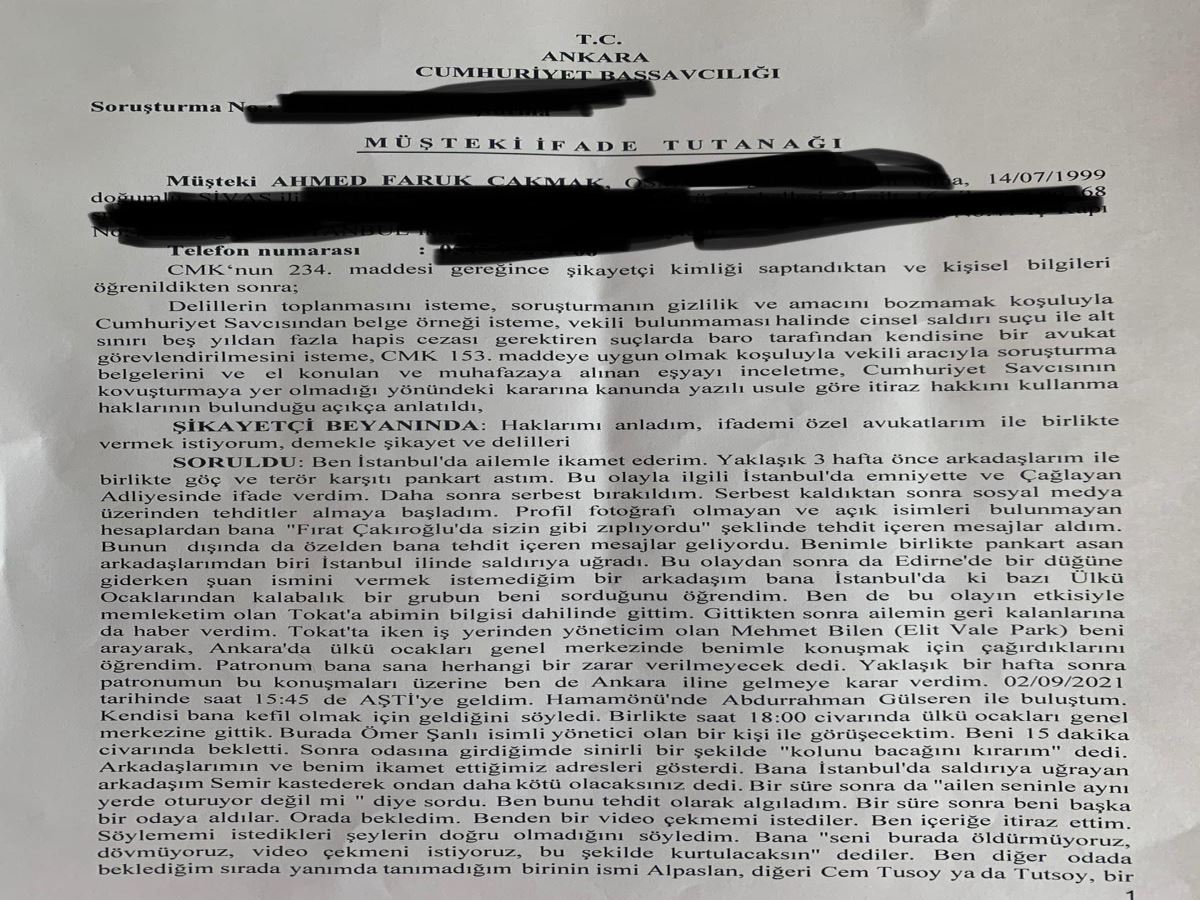 T.C.
ANKARA
CUMHURİYET BAŞSAVCILIĞI
Soruşturma No :
MÜŞTEKİ İFADE TUTANAĞI
Müşteki AHMED FARUK CAKMAK, 14/07/1999
SİVAS ili 68
Kapı
No İSTANBUL
Telefon numarası :
CMK‘nun 234. maddesi gereğince şikayetçi kimliği saptandıktan ve kişisel bilgileri
öğrenildikten sonra;
Delillerin toplanmasını isteme, soruşturmanın gizlilik ve amacını bozmamak koşuluyla
Cumhuriyet Savcısından belge örneği isteme, vekili bulunmaması halinde cinsel saldırı suçu ile alt
sınırı beş yıldan fazla hapis cezası gerektiren suçlarda baro tarafından kendisine bir avukat
görevlendirilmesini isteme, CMK 153. maddeye uygun olmak koşuluyla vekili aracıyla soruşturma
belgelerini ve el konulan ve muhafazaya alınan eşyayı inceletme, Cumhuriyet Savcısının
kovuşturmaya yer olmadığı yönündeki kararına kanunda yazılı usule göre itiraz hakkını kullanma
haklarının bulunduğu açıkça anlatıldı,
ŞİKAYETÇİ BEYANINDA: Haklarımı anladım, ifademi özel avukatlarım ile birlikte
vermek istiyorum, demekle şikayet ve delilleri
SORULDU: Ben İstanbul'da ailemle ikamet ederim. Yaklaşık 3 hafta önce arkadaşlarım ile
birlikte göç ve terör karşıtı pankart astım. Bu olayla ilgili İstanbul'da emniyette ve Çağlayan
Adliyesinde ifade verdim. Daha sonra serbest bırakıldım. Serbest kaldıktan sonra sosyal medya
üzerinden tehditler almaya başladım. Profil fotoğrafı olmayan ve açık isimleri bulunmayan
hesaplardan bana "Fırat Çakıroğlu'da sizin gibi zıplıyordu" şeklinde tehdit içeren mesajlar aldım.
Bunun dışında da özelden bana tehdit içeren mesajlar geliyordu. Benimle birlikte pankart asan
arkadaşlarımdan biri İstanbul ilinde saldırıya uğradı. Bu olaydan sonra da Edirne'de bir düğüne
giderken şuan ismini vermek istemediğim bir arkadaşım bana İstanbul'da ki bazı Ülkü
Ocaklarından kalabalık bir grubun beni sorduğunu öğrendim. Ben de bu olayın etkisiyle
memleketim olan Tokat'a abimin bilgisi dahilinde gittim. Gittikten sonra ailemin geri kalanlarına
da haber verdim. Tokat'ta iken iş yerinden yöneticim olan Mehmet Bilen (Elit Vale Park) beni
arayarak, Ankara'da ülkü ocakları genel merkezinde benimle konuşmak için çağırdıklarını
öğrendim. Patronum bana sana herhangi bir zarar verilmeyecek dedi. Yaklaşık bir hafta sonra
patronumun bu konuşmaları üzerine ben de Ankara iline gelmeye karar verdim. 02/09/2021
tarihinde saat 15:45 de AŞTİ'ye geldim. Hamamönü'nde Abdurrahman Gülseren ile buluştum.
Kendisi bana kefil olmak için geldiğini söyledi. Birlikte saat 18:00 civarında ülkü ocakları genel
merkezine gittik. Burada Ömer Şanlı isimli yönetici olan bir kişi ile görüşecektim. Beni 15 dakika
civarında bekletti. Sonra odasına girdiğimde sinirli bir şekilde "kolunu bacağını kırarım" dedi.
Arkadaşlarımın ve benim ikamet ettiğimiz adresleri gösterdi. Bana İstanbul'da saldırıya uğrayan
arkadaşım Semir kastederek ondan daha kötü olacaksınız dedi. Bir süre sonra da "ailen seninle aynı
yerde oturuyor değil mi " diye sordu. Ben bunu tehdit olarak algıladım. Bir süre sonra beni başka
bir odaya aldılar. Orada bekledim. Benden bir video çekmemi istediler. Ben içeriğe itiraz ettim.
Söylememi istedikleri şeylerin doğru olmadığını söyledim. Bana "seni burada öldürmüyoruz,
dövmüyoruz, video çekmeni istiyoruz, bu şekilde kurtulacaksın" dediler. Ben diğer odada
beklediğim sırada yanımda tanımadığım birinin ismi Alpaslan, diğeri Cem Tusoy ya da Tutsoy, bir
1